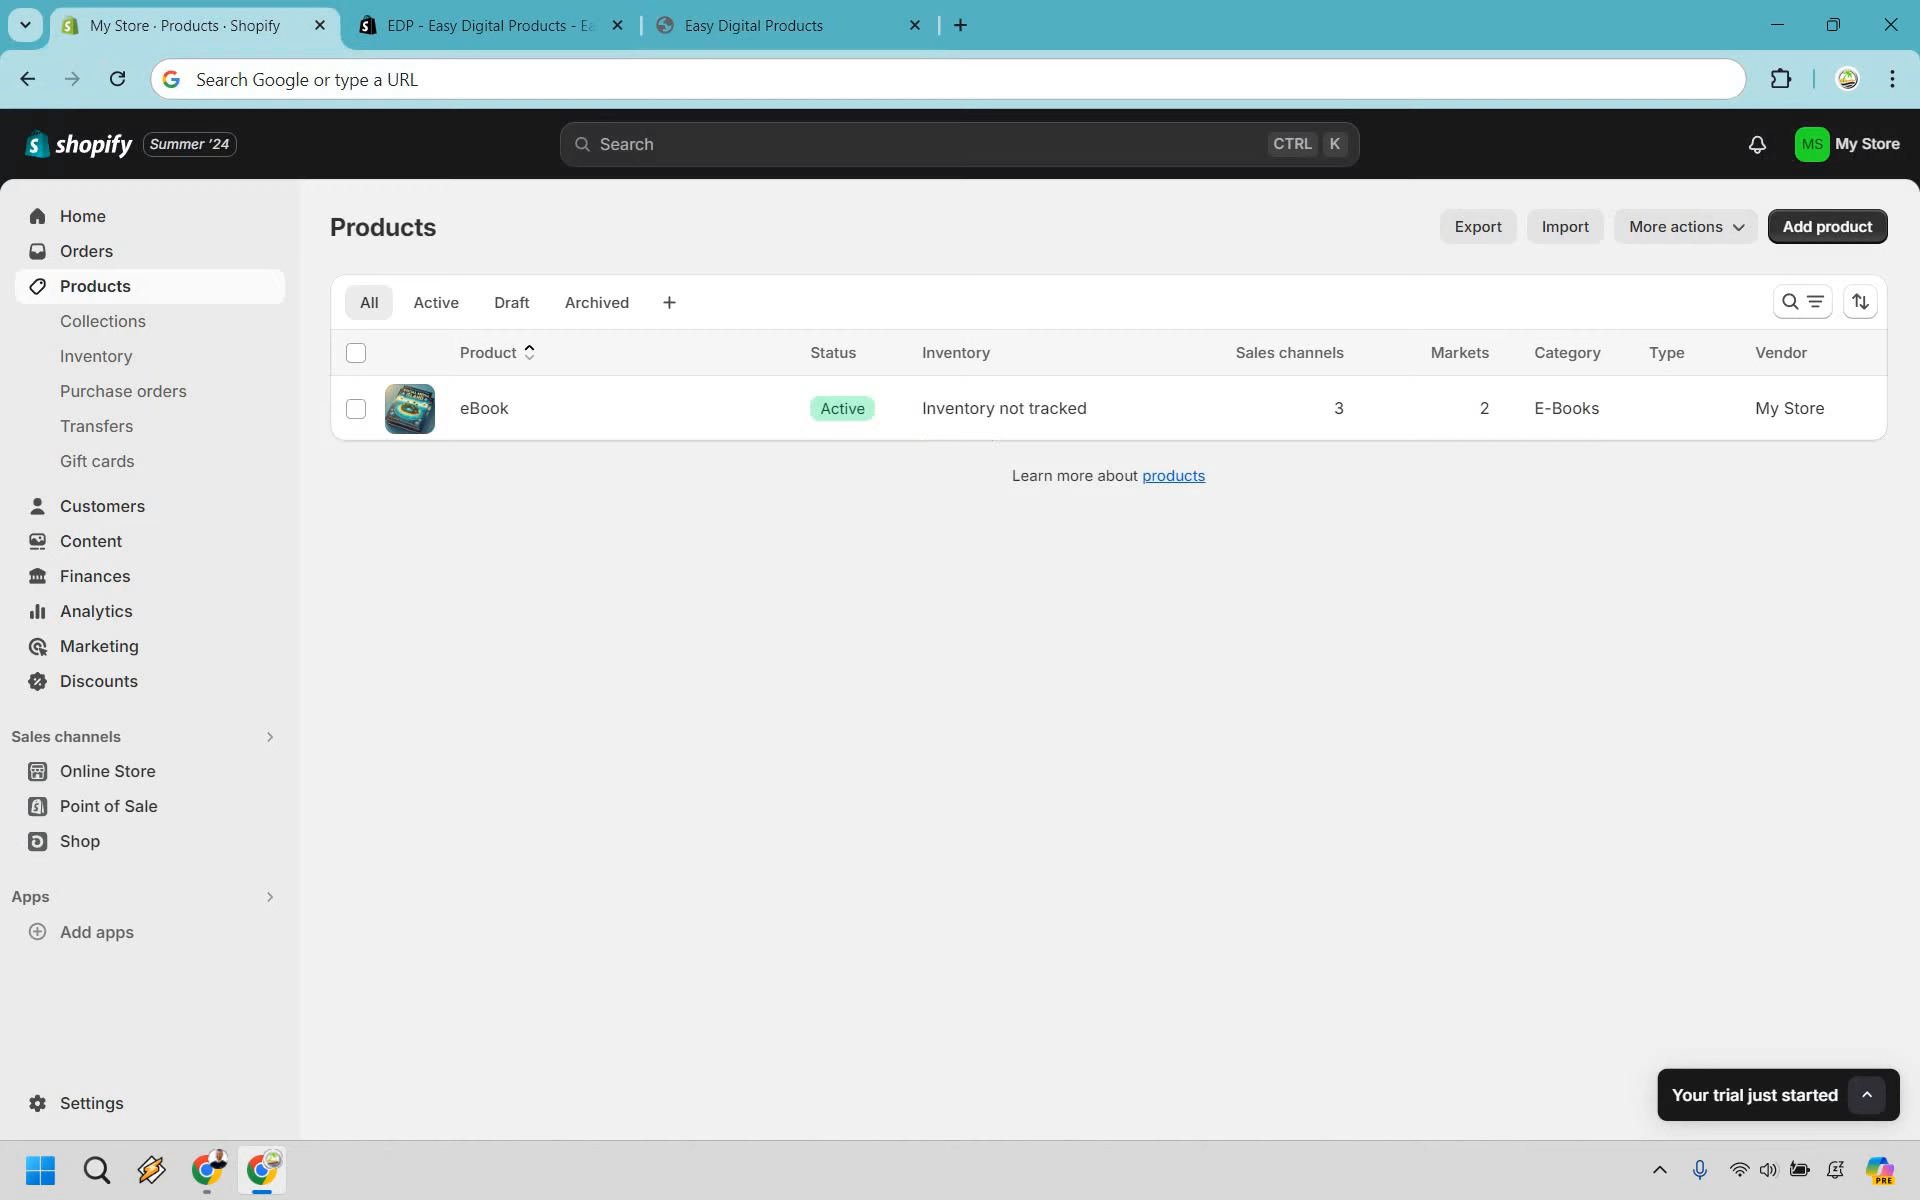 My Store · Products · Shopify
EDP - Easy Digital Products - Ea
Easy Digital Products
Search Google or type a URL
shopify
Summer '24
Search
CTRL K
MS
My Store
Home
Orders
Products
Collections
Inventory
Purchase orders
Transfers
Gift cards
Customers
Content
Finances
Analytics
Marketing
Discounts
Sales channels
Online Store
Point of Sale
Shop
Apps
Add apps
Settings
Products
Export
Import
More actions
Add product
All
Active
Draft
Archived
Product
Status
Inventory
Sales channels
Markets
Category
Type
Vendor
eBook
Active
Inventory not tracked
3
2
E-Books
My Store
Learn more about products
Your trial just started
PRE